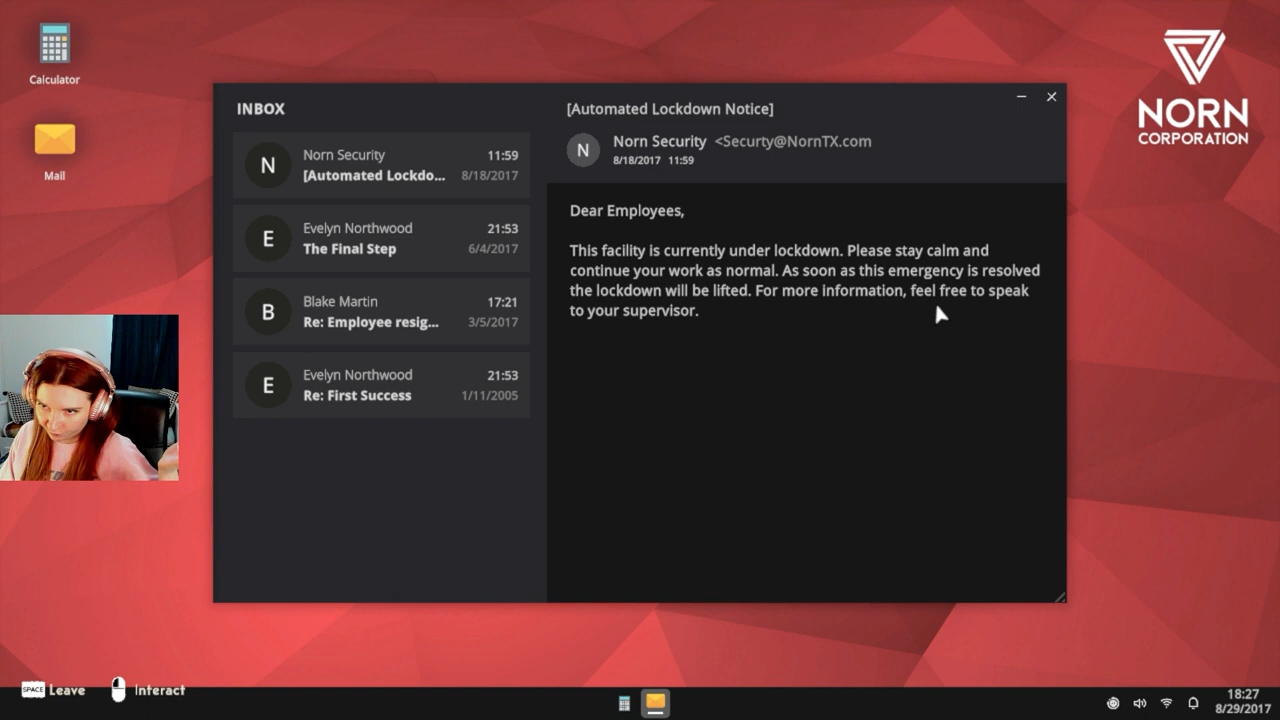 Calculator
Mail
NORN
CORPORATION
INBOX
N
Norn Security 11:59
[Automated Lockdo... 8/18/2017
E
Evelyn Northwood 21:53
The Final Step 6/4/2017
B
Blake Martin 17:21
Re: Employee resig... 3/5/2017
E
Evelyn Northwood 21:53
Re: First Success 1/11/2005
[Automated Lockdown Notice]
N
Norn Security <Securty@NornTX.com
8/18/2017 11:59
Dear Employees,
This facility is currently under lockdown. Please stay calm and
continue your work as normal. As soon as this emergency is resolved
the lockdown will be lifted. For more information, feel free to speak
to your supervisor.
SPACE Leave Interact
18:27
8/29/2017